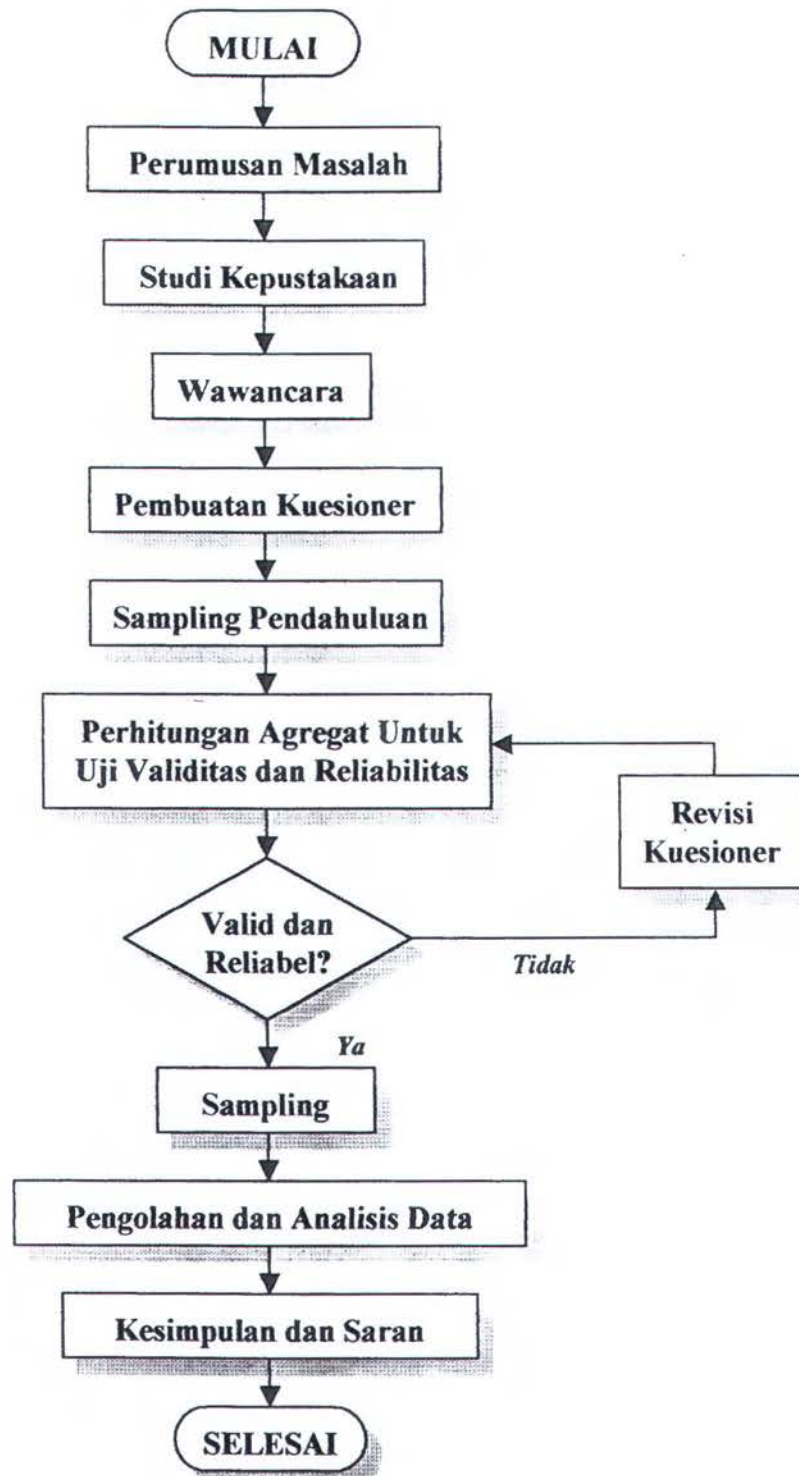 MULAI
Perumusan Masalah
Studi Kepustakaan
Wawancara
Pembuatan Kuesioner
Sampling Pendahuluan
Perhitungan Agregat Untuk
Uji Validitas dan Reliabilitas
Revisi
Kuesioner
Valid dan
Reliabel?
Tidak
Ya
Sampling
Pengolahan dan Analisis Data
Kesimpulan dan Saran
SELESAI